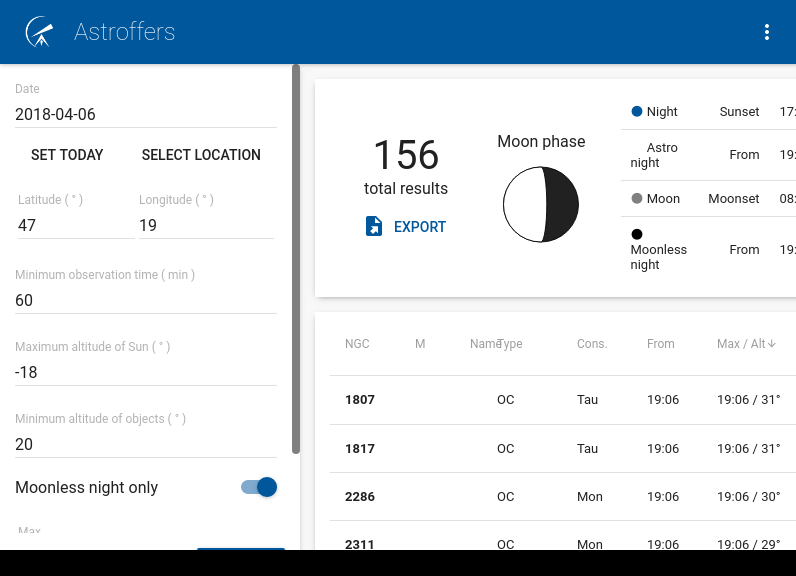 Astroffers
Date
2018-04-06
SET TODAY SELECT LOCATION
Latitude ( ° ) Longitude ( ° )
47 19
Minimum observation time ( min )
60
Maximum altitude of Sun ( ° )
-18
Minimum altitude of objects ( ° )
20
Moonless night only
Max
156
total results
EXPORT
Moon phase
Night Sunset 17:
Astro night From 19:
Moon Moonset 08:
Moonless night From 19:
NGC M Name Type Cons. From Max / Alt
1807 OC Tau 19:06 19:06 / 31°
1817 OC Tau 19:06 19:06 / 31°
2286 OC Mon 19:06 19:06 / 30°
2311 OC Mon 19:06 19:06 / 29°